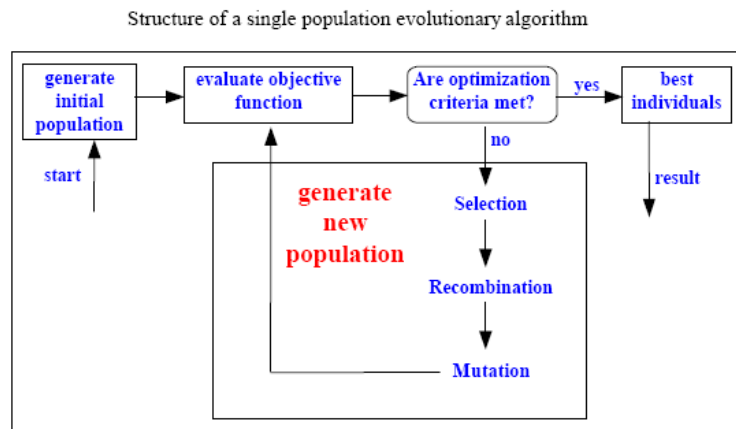 Structure of a single population evolutionary algorithm
generate
initial
population
evaluate objective
function
Are optimization
criteria met?
yes
best
individuals
start
no
result
generate
new
population
Selection
Recombination
Mutation